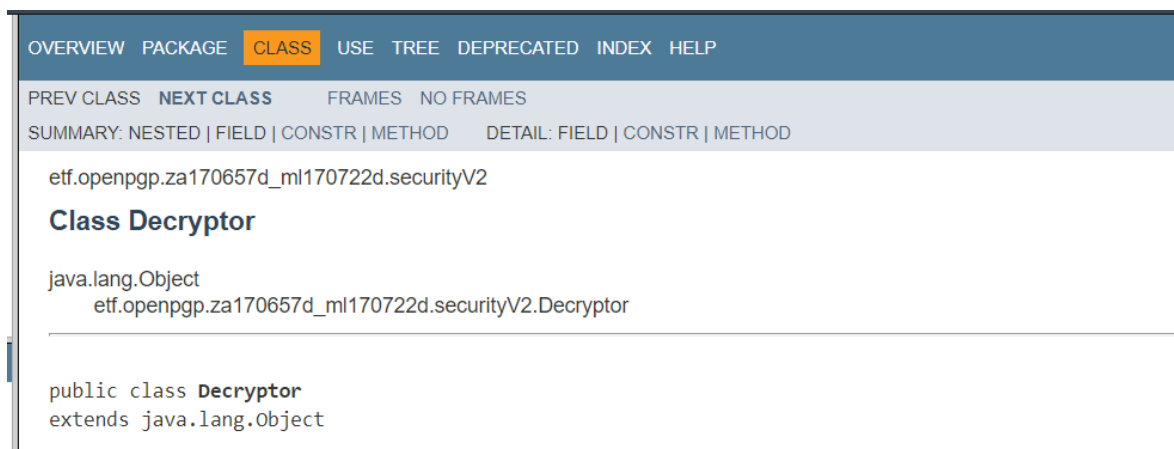 OVERVIEW PACKAGE CLASS USE TREE DEPRECATED INDEX HELP
PREV CLASS NEXT CLASS FRAMES NO FRAMES
SUMMARY: NESTED | FIELD | CONSTR | METHOD DETAIL: FIELD | CONSTR | METHOD
etf.openpgp.za170657d_ml170722d.securityV2
Class Decryptor
java.lang.Object
etf.openpgp.za170657d_ml170722d.securityV2.Decryptor
public class Decryptor
extends java.lang.Object